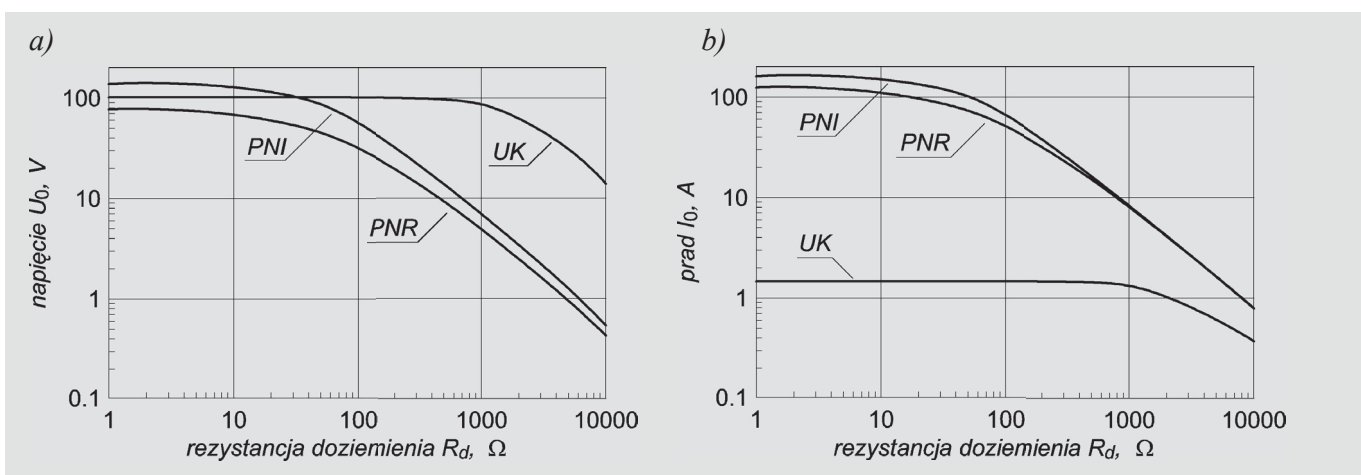 a)
napięcie U0, V
100
10
1
0.1
PNI
UK
PNR
1 10 100 1000 10000
rezystancja doziemienia Rd, Ω
b)
prad I0, A
100
10
1
0.1
PNI
PNR
UK
1 10 100 1000 10000
rezystancja doziemienia Rd, Ω